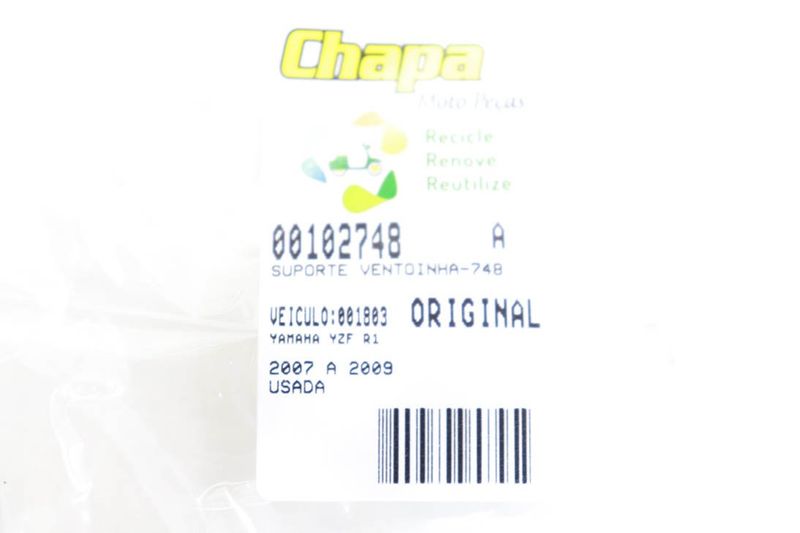 Chapa
Moto Peças
Recicle
Renove
Reutilize
00102748 A
SUPORTE VENTOINHA-748
VEICULO:001803 ORIGINAL
YAMAHA YZF R1
2007 A 2009
USADA